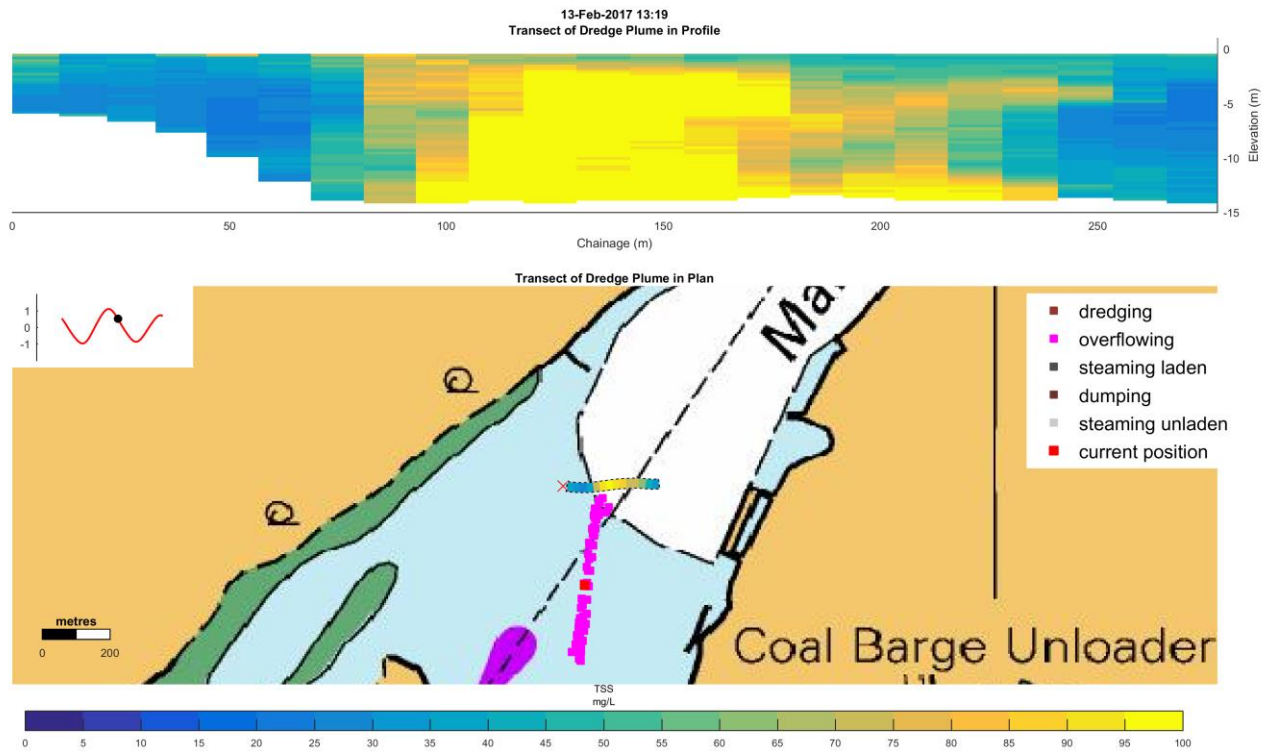 13-Feb-2017 13:19
Transect of Dredge Plume in Profile
0
-5
-10
-15
Elevation (m)
0 50 100 150 200 250
Chainage (m)
Transect of Dredge Plume in Plan
1
0
-1
dredging
overflowing
steaming laden
dumping
steaming unladen
current position
metres
0 200
Coal Barge Unloader
TSS
mg/L
0 5 10 15 20 25 30 35 40 45 50 55 60 65 70 75 80 85 90 95 100